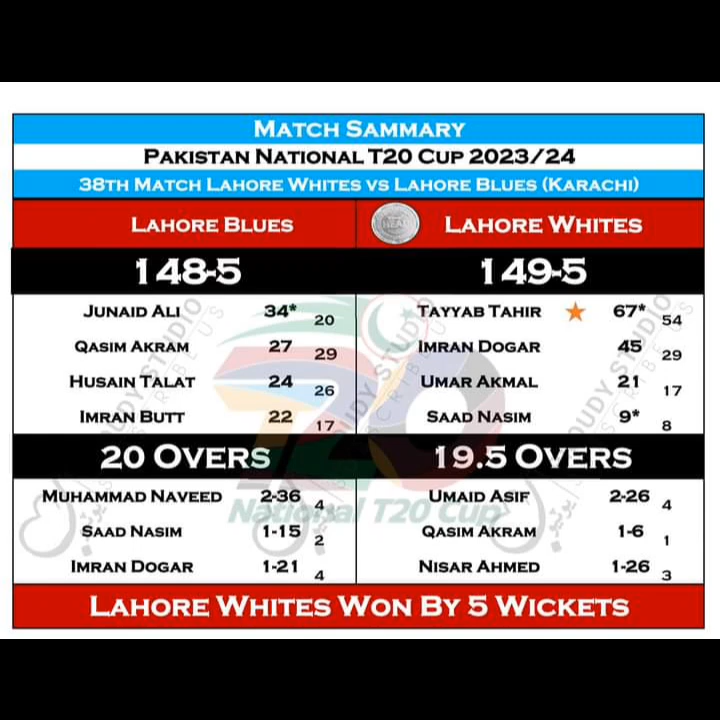 MATCH SAMMARY
PAKISTAN NATIONAL T20 CUP 2023/24
38TH MATCH LAHORE WHITES VS LAHORE BLUES (KARACHI)
LAHORE BLUES HEAD LAHORE WHITES
148-5 149-5
JUNAID ALI 34* 20 TAYYAB TAHIR 67* 54
QASIM AKRAM 27 29 IMRAN DOGAR 45 29
HUSAIN TALAT 24 26 UMAR AKMAL 21 17
IMRAN BUTT 22 17 SAAD NASIM 9* 8
20 OVERS 19.5 OVERS
MUHAMMAD NAVEED 2-36 4 UMAID ASIF 2-26 4
National T20 Cup
SAAD NASIM 1-15 2 QASIM AKRAM 1-6 1
IMRAN DOGAR 1-21 4 NISAR AHMED 1-26 3
LAHORE WHITES WON BY 5 WICKETS